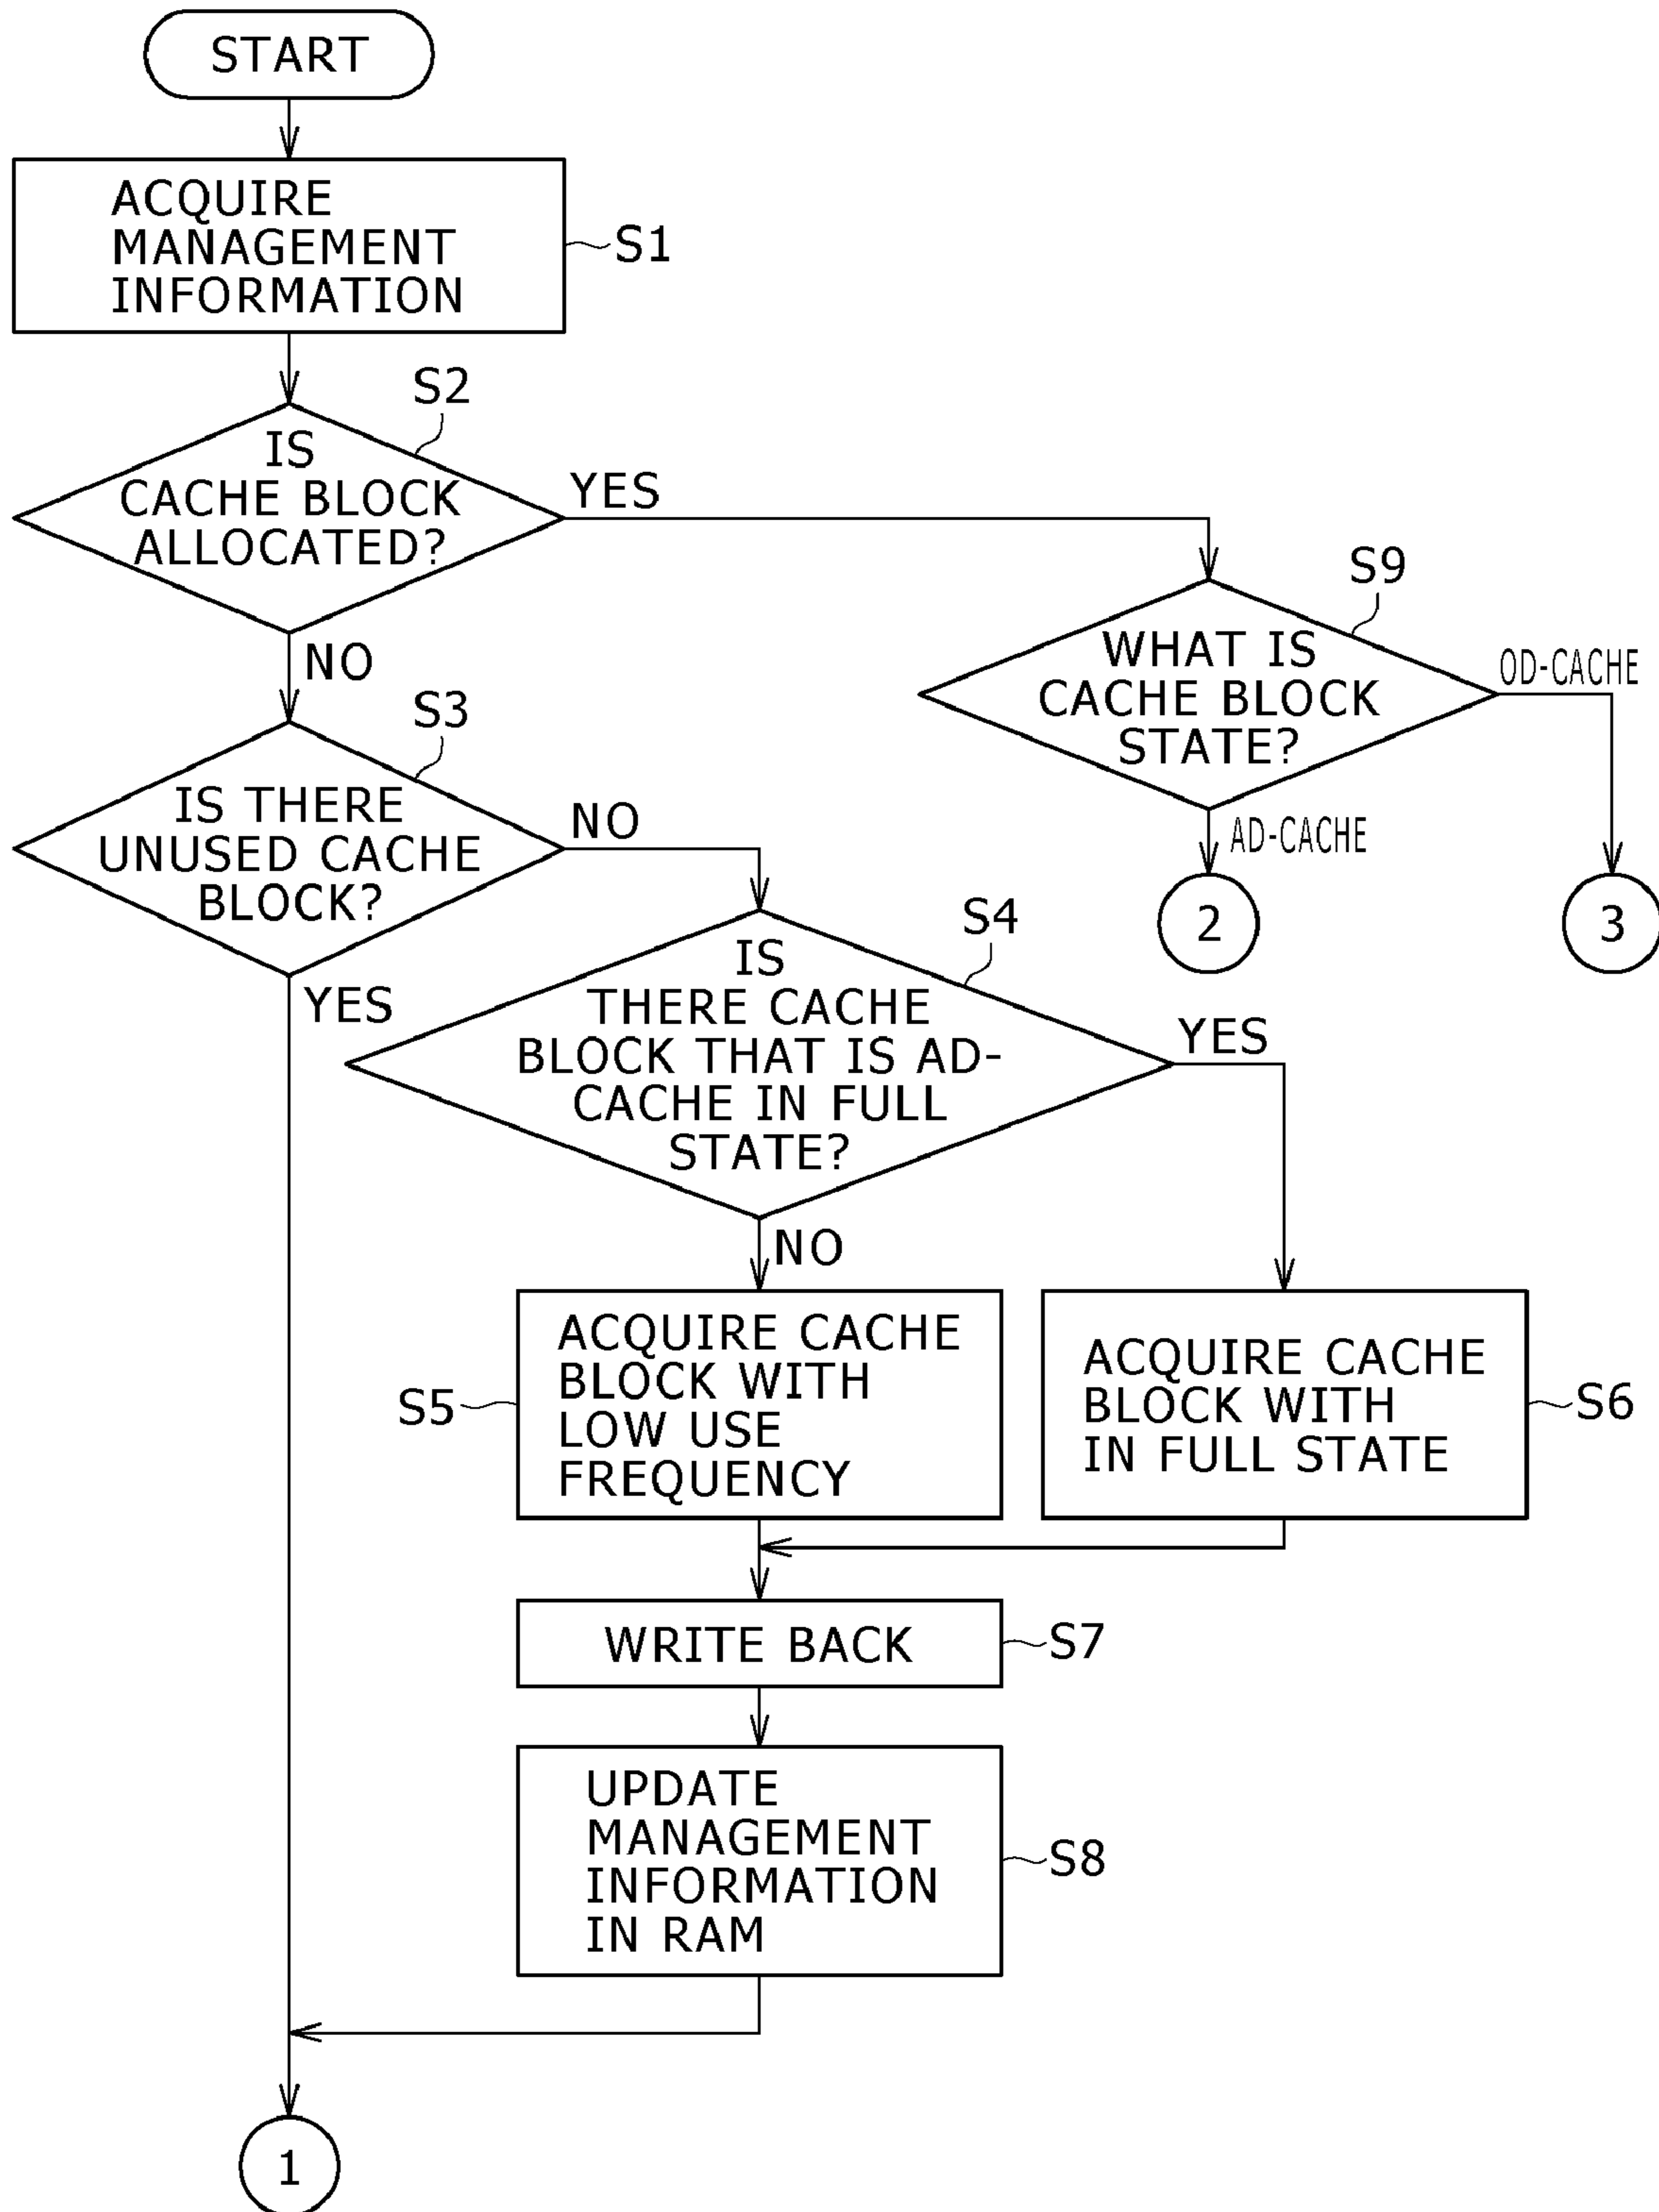 START
ACQUIRE
MANAGEMENT
INFORMATION
S1
S2
IS
CACHE BLOCK
ALLOCATED?
YES
NO
S9
WHAT IS
CACHE BLOCK
STATE?
OD-CACHE
AD-CACHE
2
3
S3
IS THERE
UNUSED CACHE
BLOCK?
NO
YES
S4
IS
THERE CACHE
BLOCK THAT IS AD-
CACHE IN FULL
STATE?
YES
NO
S5
ACQUIRE CACHE
BLOCK WITH
LOW USE
FREQUENCY
ACQUIRE CACHE
BLOCK WITH
IN FULL STATE
S6
WRITE BACK
S7
UPDATE
MANAGEMENT
INFORMATION
IN RAM
S8
1